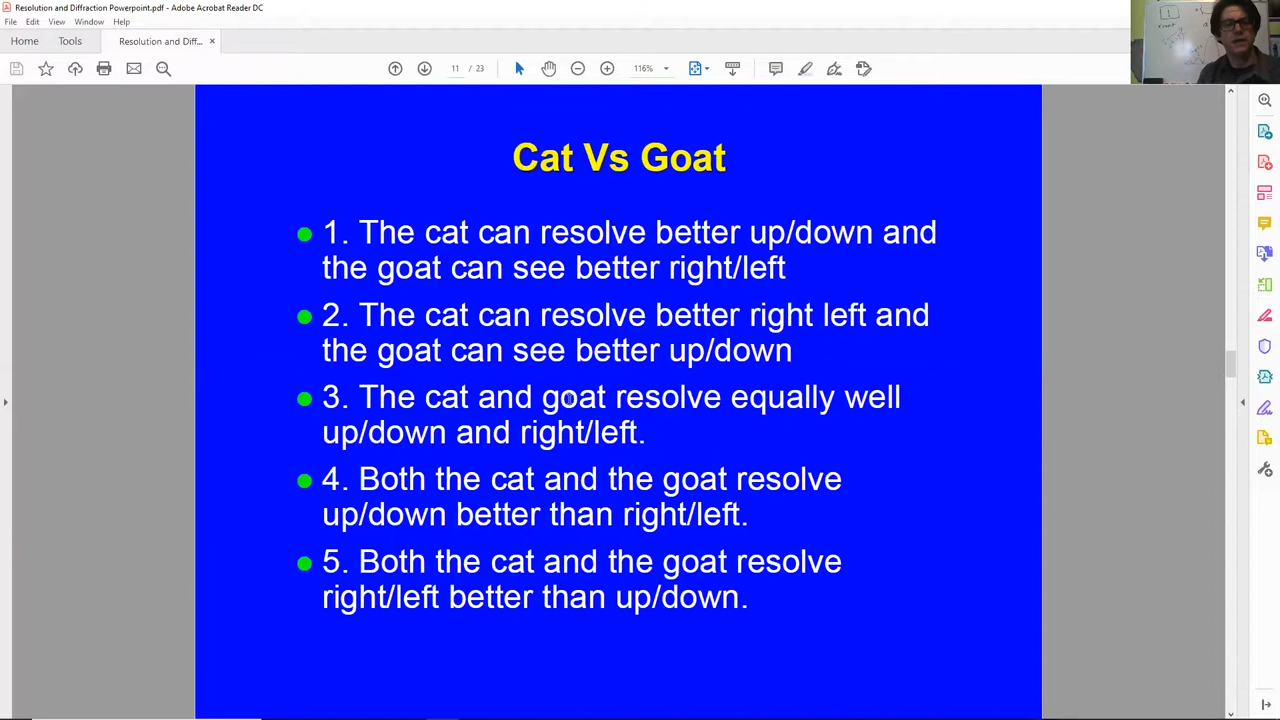 Resolution and Diffraction Powerpoint.pdf - Adobe Acrobat Reader DC
File Edit View Window Help
Home Tools Resolution and Diff... ×
11 / 23 116%
Cat Vs Goat
1. The cat can resolve better up/down and
the goat can see better right/left
2. The cat can resolve better right left and
the goat can see better up/down
3. The cat and goat resolve equally well
up/down and right/left.
4. Both the cat and the goat resolve
up/down better than right/left.
5. Both the cat and the goat resolve
right/left better than up/down.